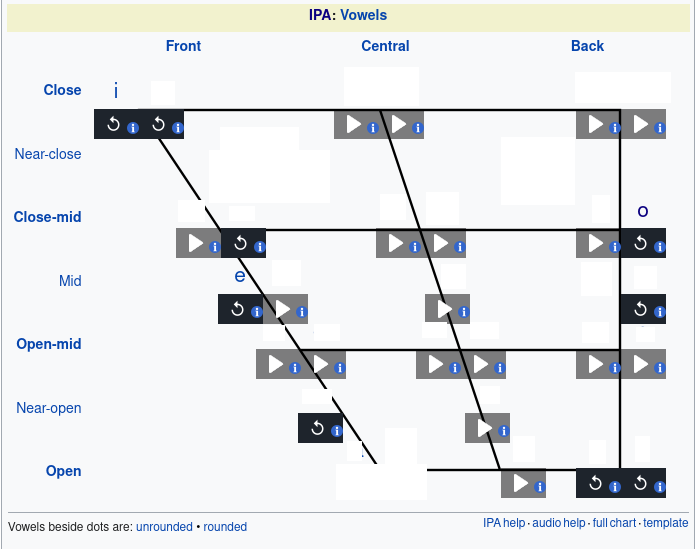 IPA: Vowels
Front Central Back
Close i
Near-close
Close-mid o
Mid e
Open-mid
Near-open
Open
Vowels beside dots are: unrounded • rounded
IPA help · audio help · full chart · template